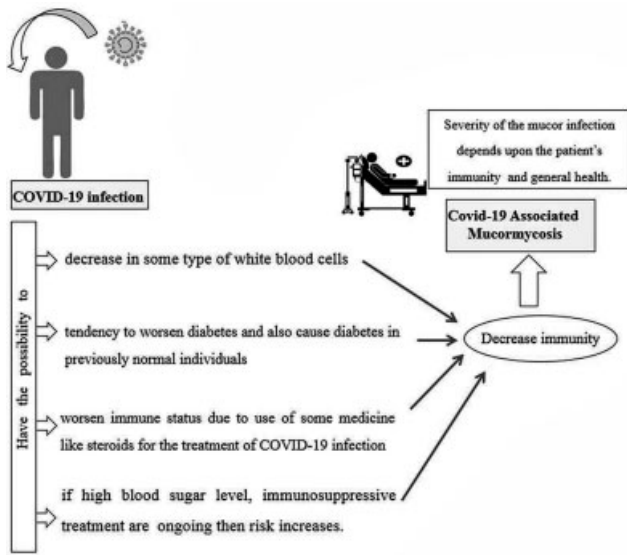 Severity of the mucor infection
depends upon the patient's
immunity and general health.
COVID-19 infection
Covid-19 Associated
Mucormycosis
Have the possibility to
decrease in some type of white blood cells
tendency to worsen diabetes and also cause diabetes in
previously normal individuals
Decrease immunity
worsen immune status due to use of some medicine
like steroids for the treatment of COVID-19 infection
if high blood sugar level, immunosuppressive
treatment are ongoing then risk increases.